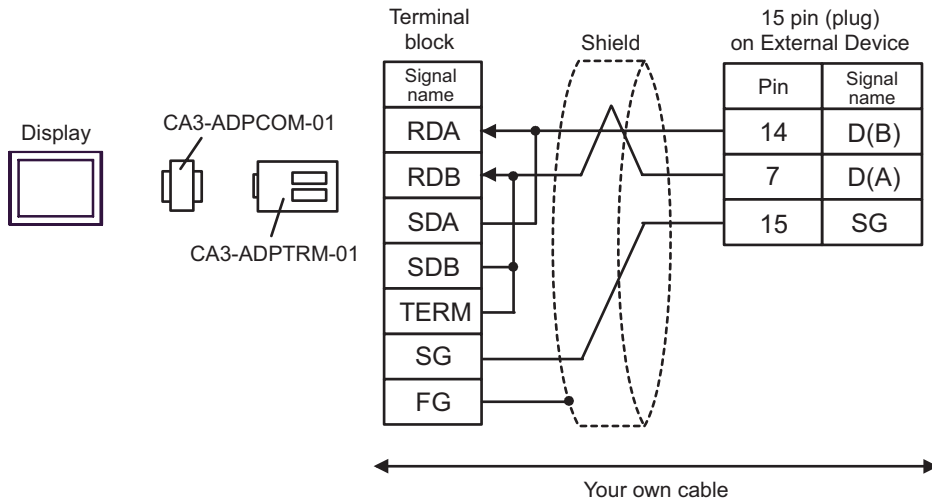 Display
CA3-ADPCOM-01
CA3-ADPTRM-01
Terminal
block
Signal
name
RDA
RDB
SDA
SDB
TERM
SG
FG
Shield
15 pin (plug)
on External Device
Pin
Signal
name
14 D(B)
7 D(A)
15 SG
Your own cable